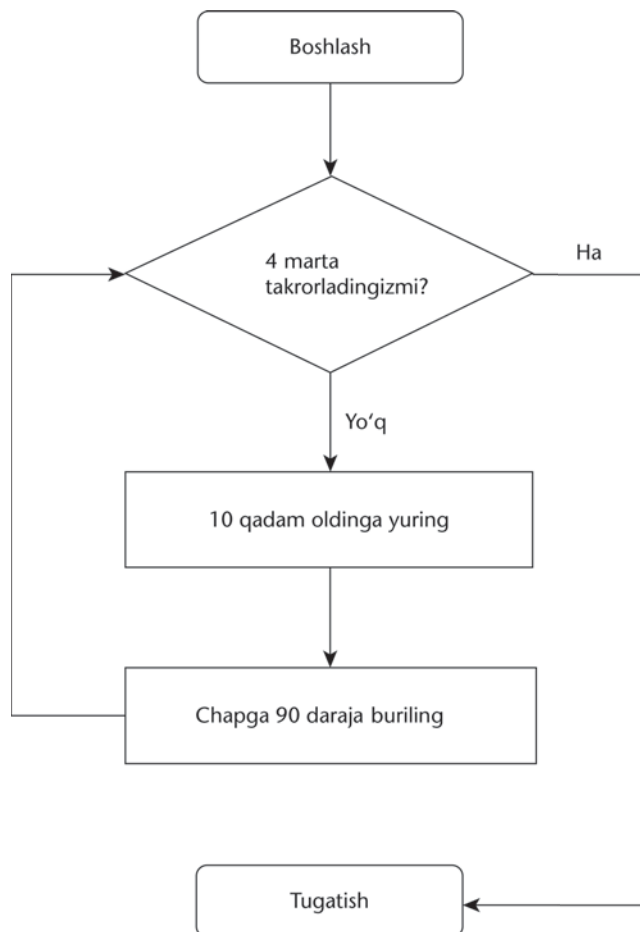 Boshlash
4 marta
takrorladingizmi?
Ha
Yo‘q
10 qadam oldinga yuring
Chapga 90 daraja buriling
Tugatish